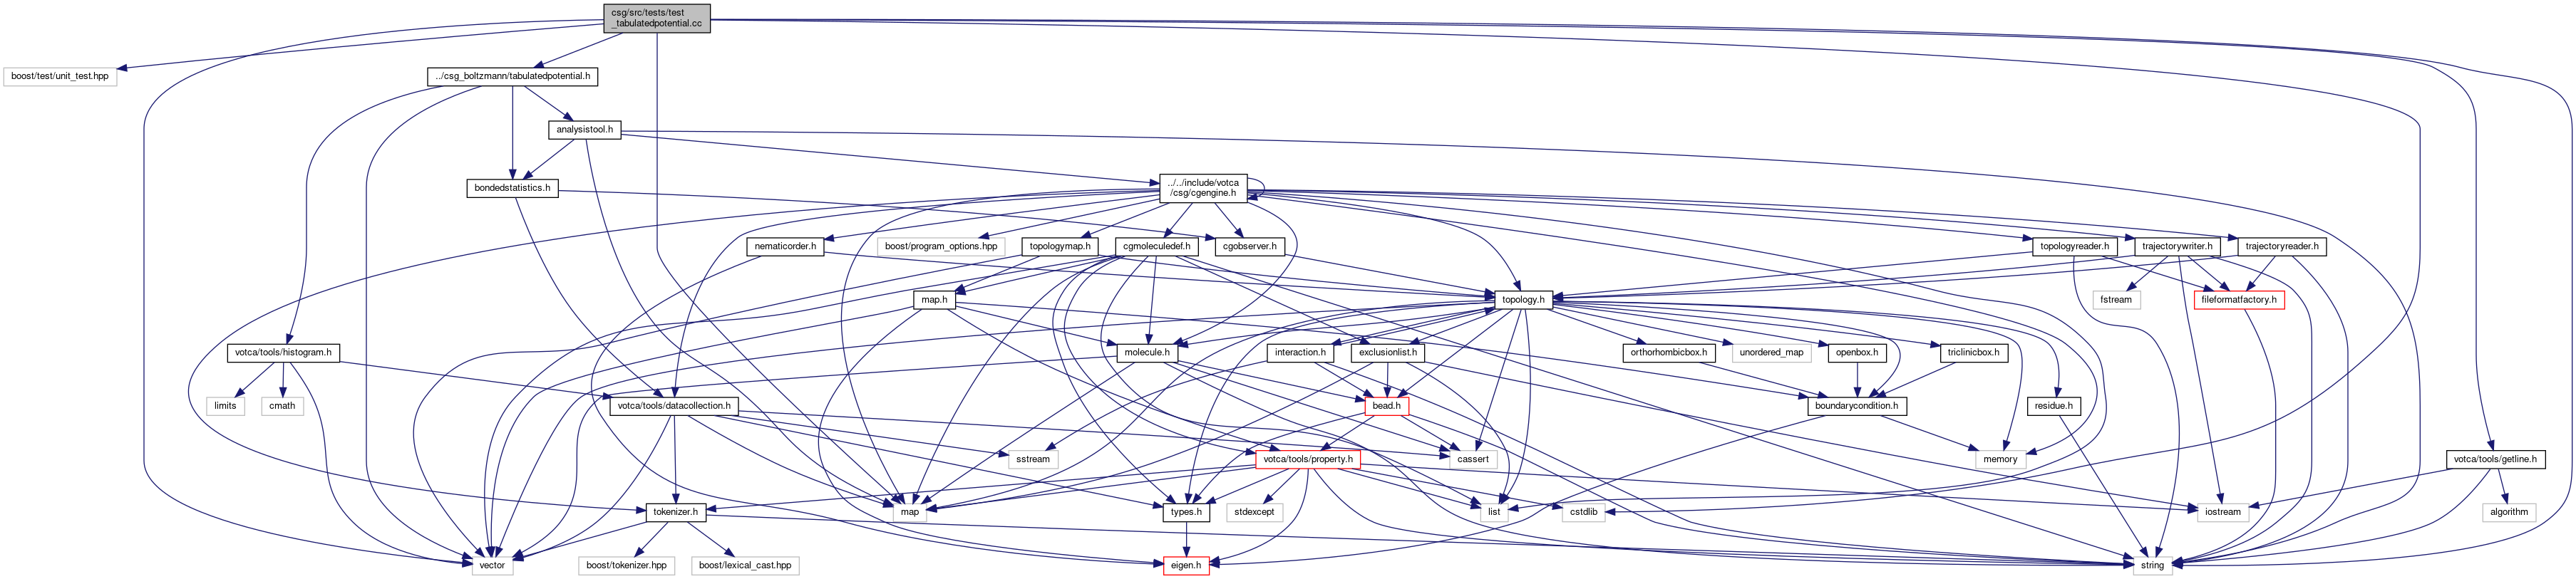 csg/src/tests/test
_tabulatedpotential.cc
boost/test/unit_test.hpp
../csg_boltzmann/tabulatedpotential.h
analysistool.h
bondedstatistics.h
../../include/votca
/csg/cgengine.h
nematicorder.h
boost/program_options.hpp
topologymap.h
cgmoleculedef.h
cgobserver.h
topologyreader.h
trajectorywriter.h
trajectoryreader.h
map.h
topology.h
fstream
fileformatfactory.h
votca/tools/histogram.h
molecule.h
interaction.h
exclusionlist.h
orthorhombicbox.h
unordered_map
openbox.h
triclinicbox.h
limits
cmath
votca/tools/datacollection.h
bead.h
boundarycondition.h
residue.h
sstream
votca/tools/property.h
cassert
memory
votca/tools/getline.h
tokenizer.h
map
types.h
stdexcept
list
cstdlib
iostream
algorithm
vector
boost/tokenizer.hpp
boost/lexical_cast.hpp
eigen.h
string